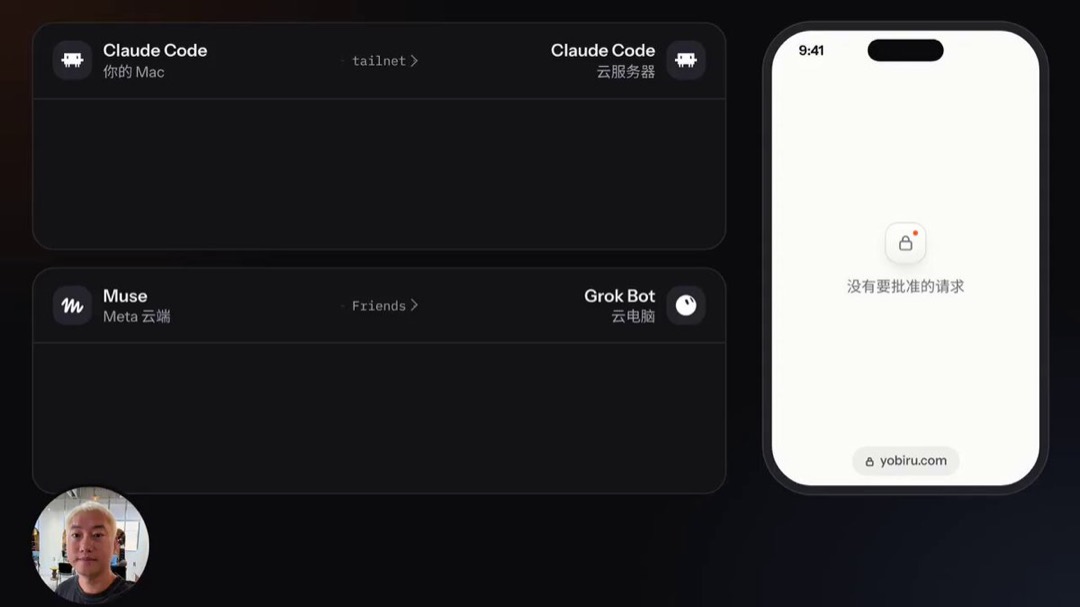 Claude Code
你的 Mac
tailnet
Claude Code
云服务器
Muse
Meta 云端
Friends
Grok Bot
云电脑
9:41
没有要批准的请求
yobiru.com